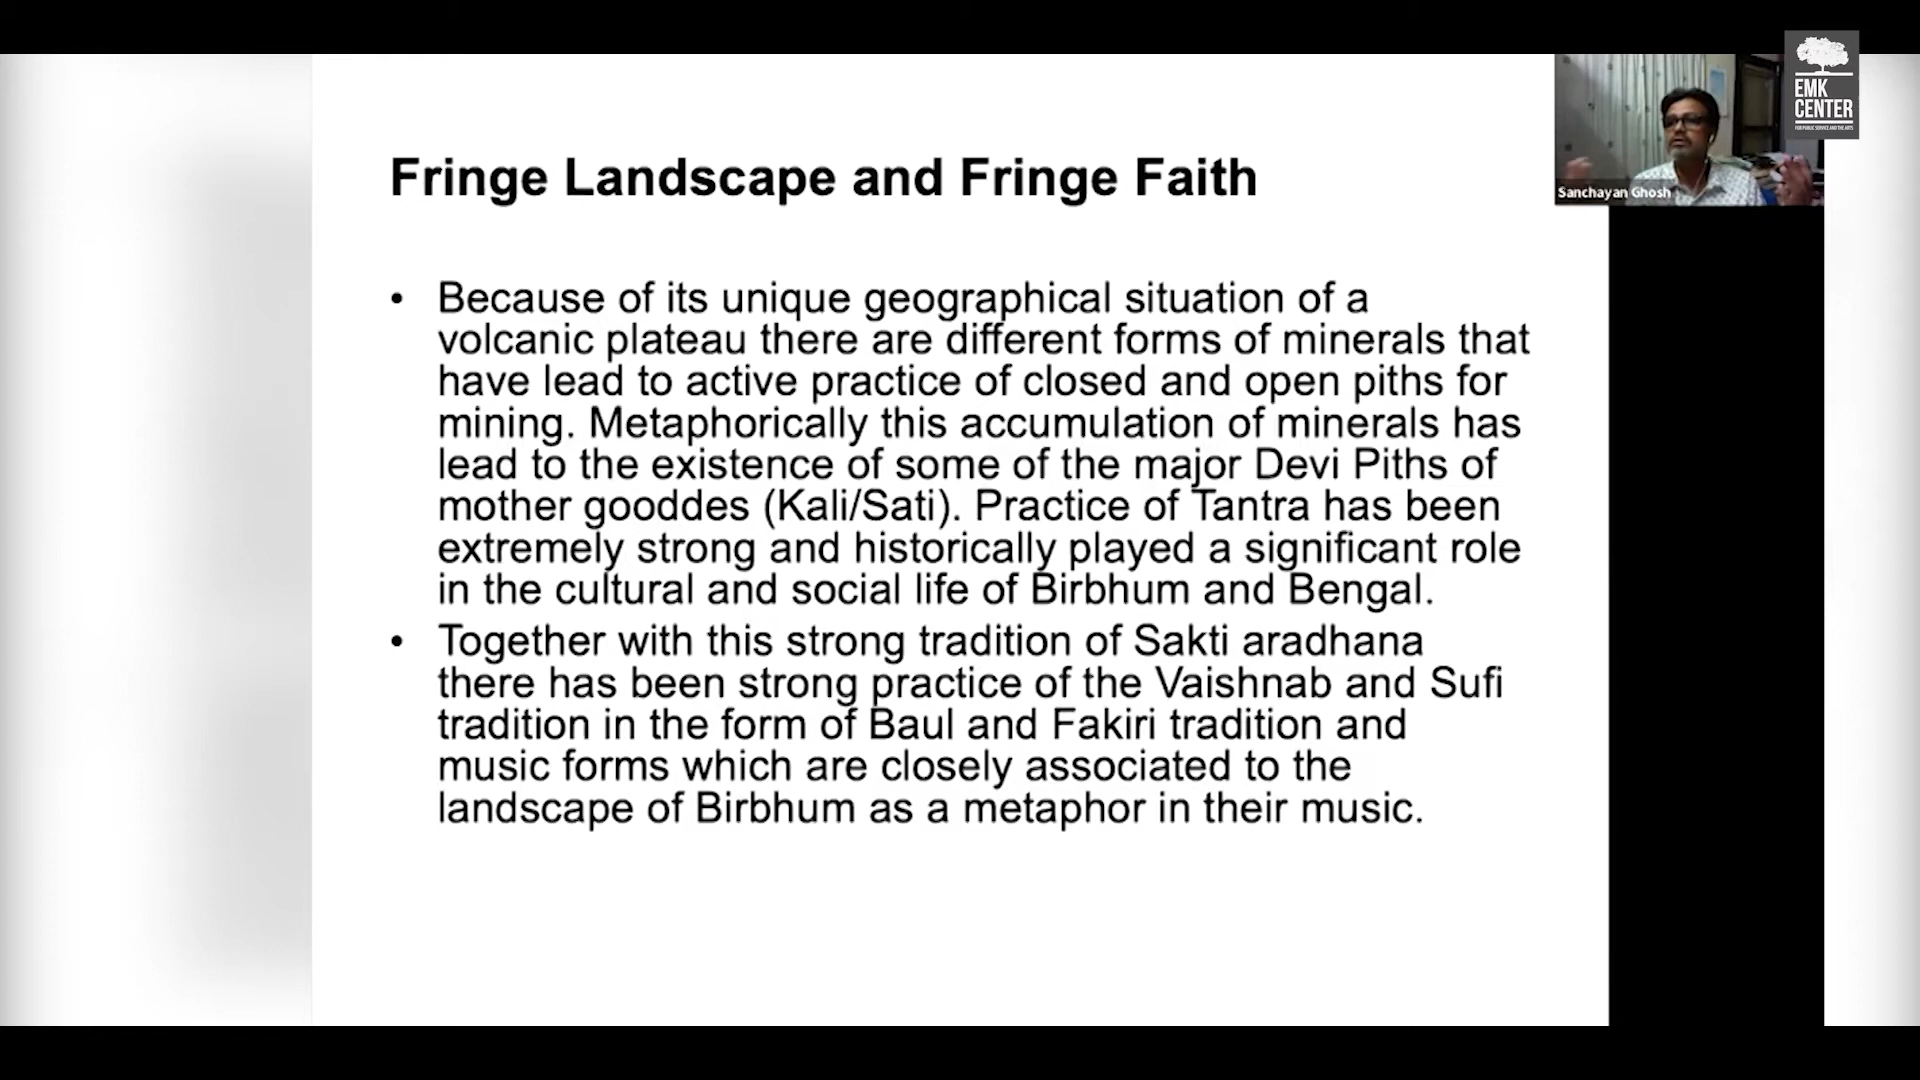 Fringe Landscape and Fringe Faith
• Because of its unique geographical situation of a
volcanic plateau there are different forms of minerals that
have lead to active practice of closed and open piths for
mining. Metaphorically this accumulation of minerals has
lead to the existence of some of the major Devi Piths of
mother gooddes (Kali/Sati). Practice of Tantra has been
extremely strong and historically played a significant role
in the cultural and social life of Birbhum and Bengal.
• Together with this strong tradition of Sakti aradhana
there has been strong practice of the Vaishnab and Sufi
tradition in the form of Baul and Fakiri tradition and
music forms which are closely associated to the
landscape of Birbhum as a metaphor in their music.
Sanchayan Ghosh
EMK
CENTER
FOR PUBLIC SERVICE AND THE ARTS